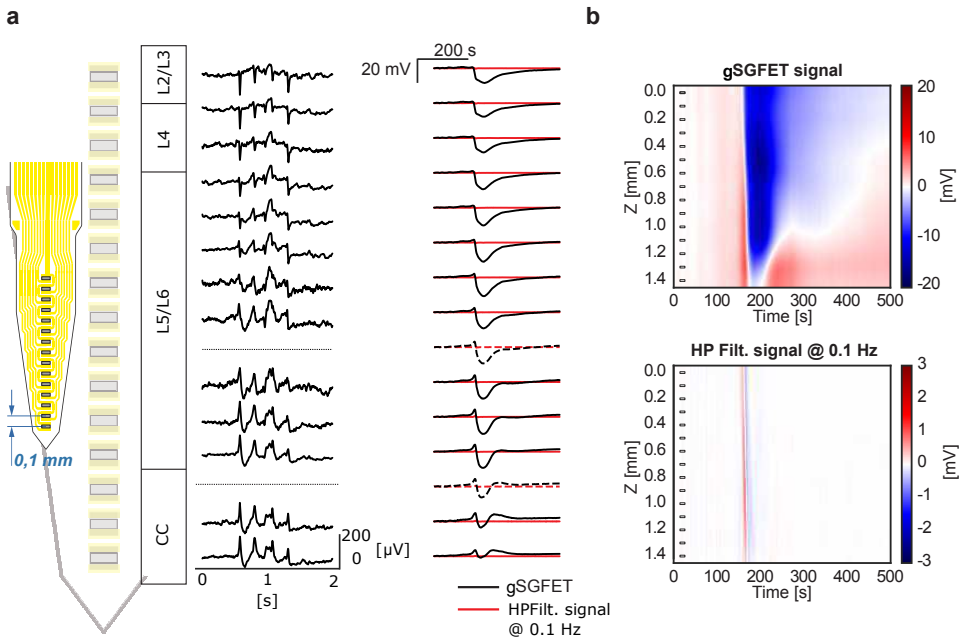 a
L2/L3
L4
L5/L6
CC
0,1 mm
200
0
[µV]
0
1
2
[s]
200 s
20 mV
gSGFET
HPFilt. signal
@ 0.1 Hz
b
gSGFET signal
0.0
0.2
0.4
0.6
0.8
1.0
1.2
1.4
Z [mm]
0 100 200 300 400 500
Time [s]
20
10
0
-10
-20
[mV]
HP Filt. signal @ 0.1 Hz
0.0
0.2
0.4
0.6
0.8
1.0
1.2
1.4
Z [mm]
0 100 200 300 400 500
Time [s]
3
2
1
0
-1
-2
-3
[mV]